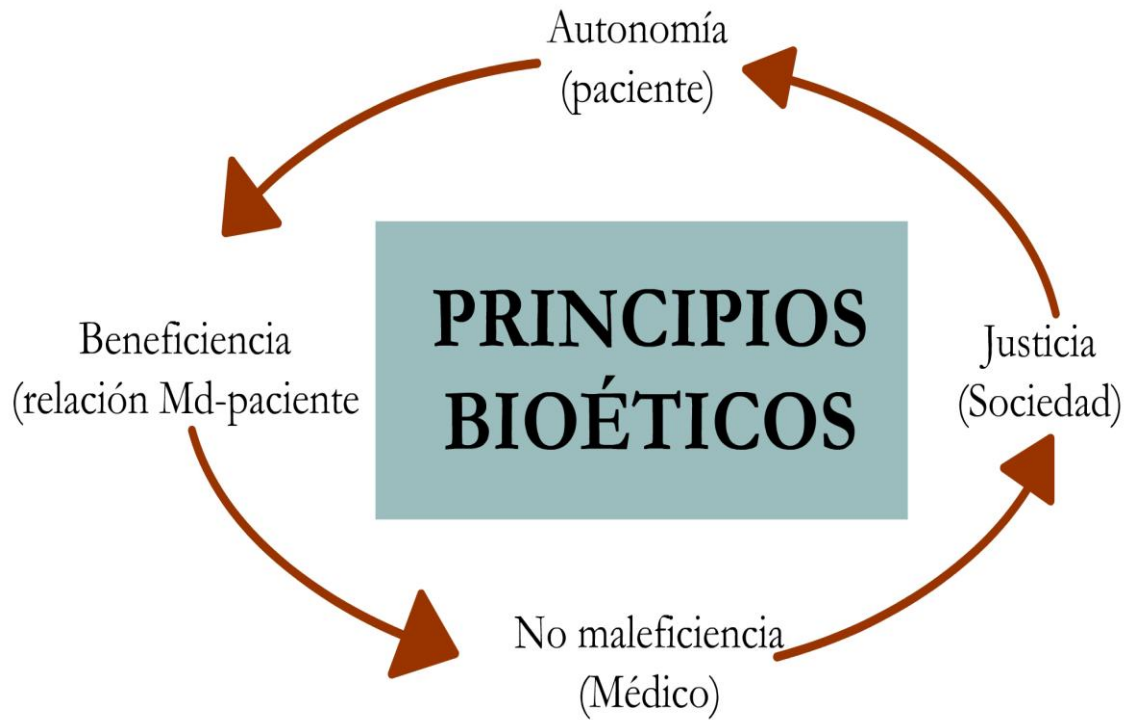 Autonomía
(paciente)
PRINCIPIOS
BIOÉTICOS
Beneficiencia
(relación Md-paciente
Justicia
(Sociedad)
No maleficiencia
(Médico)